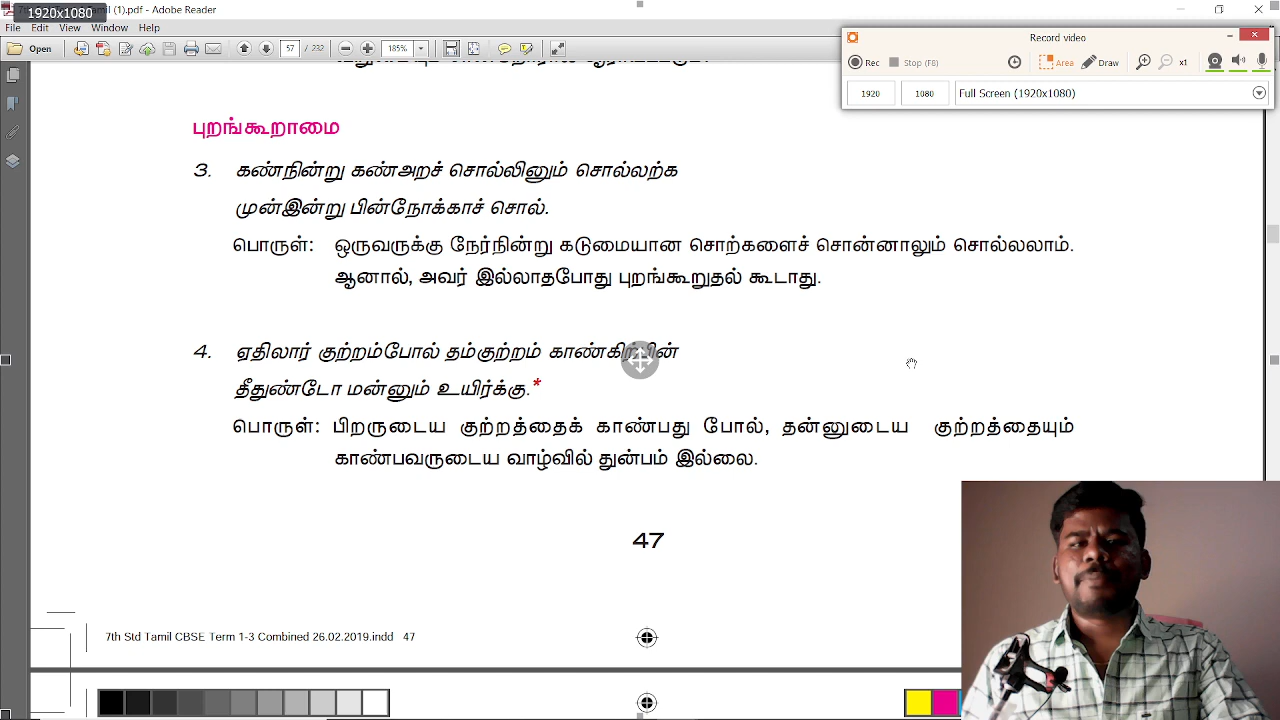 1920x1080
.pdf - Adobe Reader
File Edit View Window Help
Open 57 / 232 185%
Record video
Rec Stop (F8) Area Draw x1
1920 1080 Full Screen (1920x1080)
புறங்கூறாமை
3. கண்நின்று கண்அறச் சொல்லினும் சொல்லற்க
முன்இன்று பின்நோக்காச் சொல்.
பொருள்: ஒருவருக்கு நேர்நின்று கடுமையான சொற்களைச் சொன்னாலும் சொல்லலாம்.
ஆனால், அவர் இல்லாதபோது புறங்கூறுதல் கூடாது.
4. ஏதிலார் குற்றம்போல் தம்குற்றம் காண்கிற்பின்
தீதுண்டோ மன்னும் உயிர்க்கு.*
பொருள்: பிறருடைய குற்றத்தைக் காண்பது போல், தன்னுடைய குற்றத்தையும்
காண்பவருடைய வாழ்வில் துன்பம் இல்லை.
47
7th Std Tamil CBSE Term 1-3 Combined 26.02.2019.indd 47